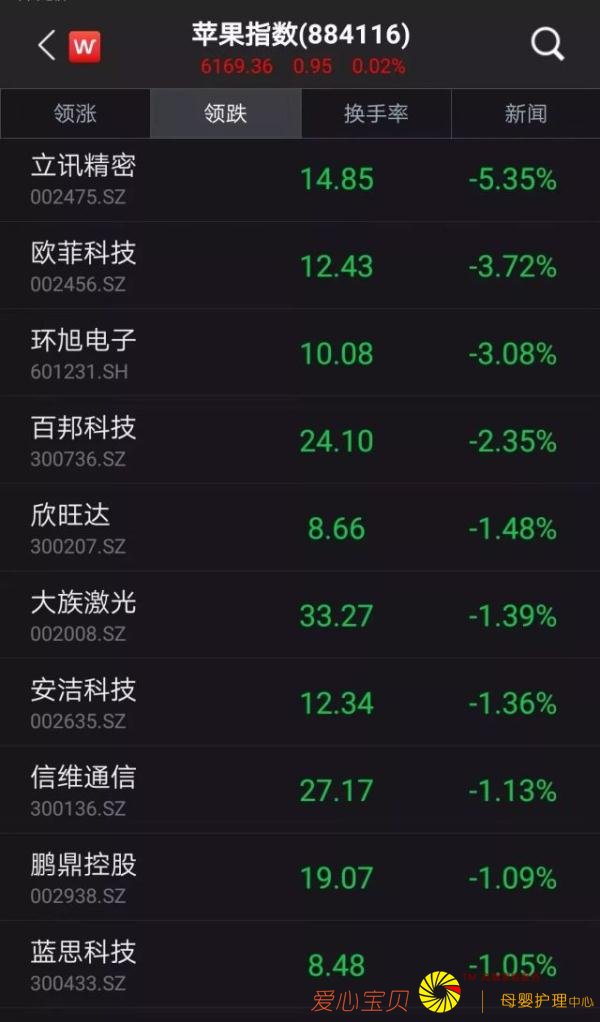 W
苹果指数(884116)
6169.36 0.95 0.02%
领涨 领跌 换手率 新闻
立讯精密 14.85 -5.35%
002475.SZ
欧菲科技 12.43 -3.72%
002456.SZ
环旭电子 10.08 -3.08%
601231.SH
百邦科技 24.10 -2.35%
300736.SZ
欣旺达 8.66 -1.48%
300207.SZ
大族激光 33.27 -1.39%
002008.SZ
安洁科技 12.34 -1.36%
002635.SZ
信维通信 27.17 -1.13%
300136.SZ
鹏鼎控股 19.07 -1.09%
002938.SZ
蓝思科技 8.48 -1.05%
300433.SZ
爱心宝贝 | 母婴护理中心